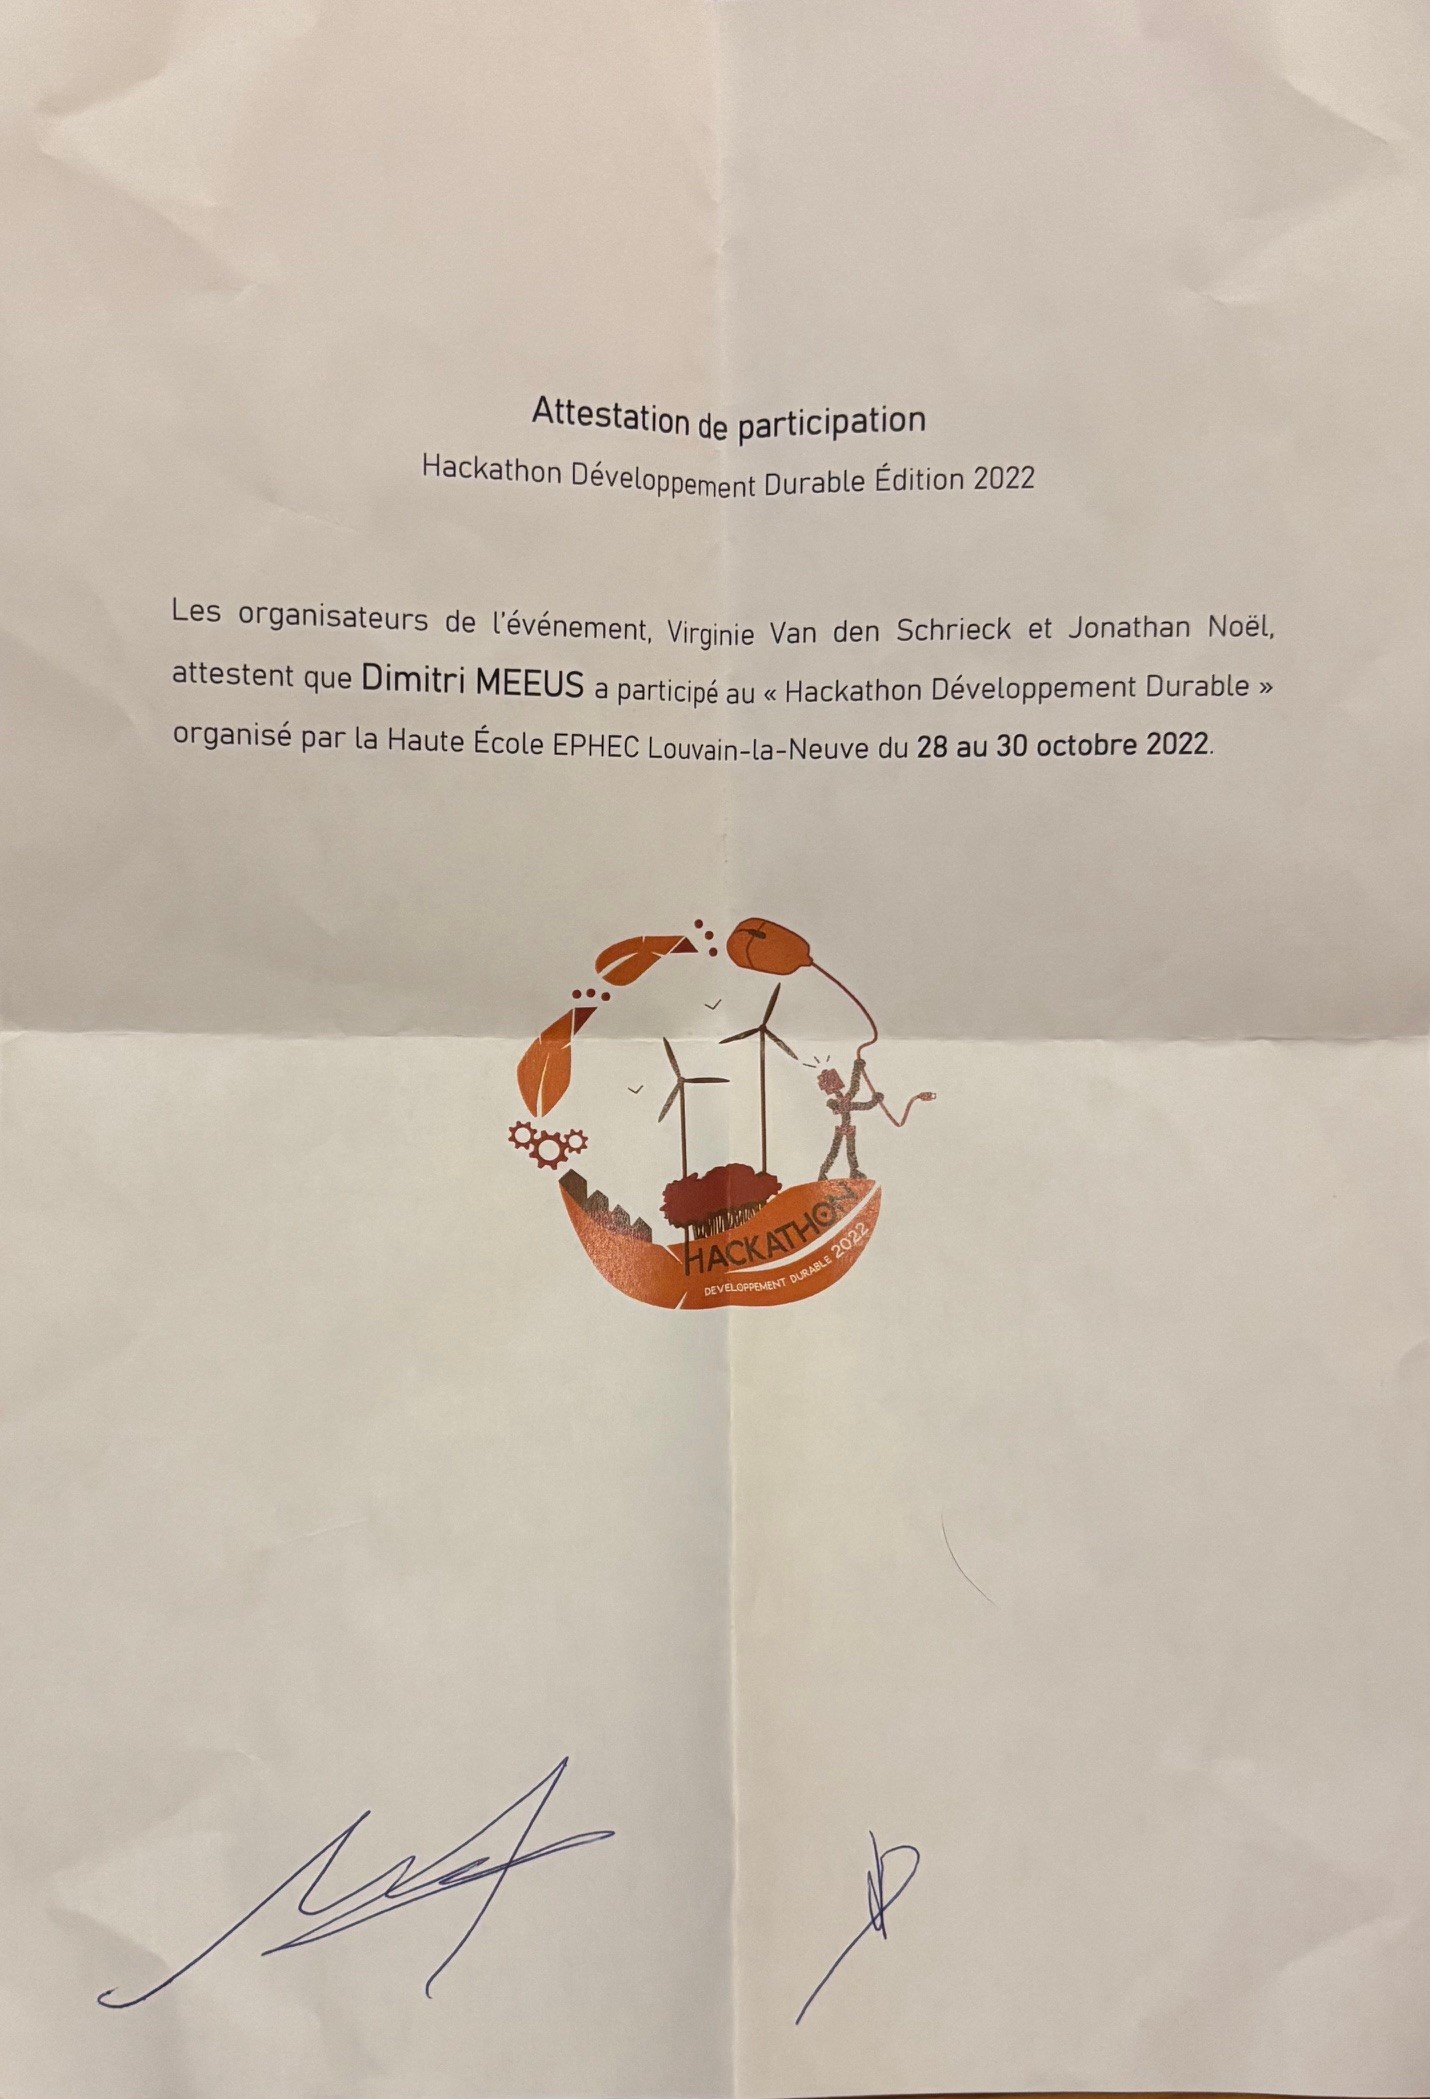 Attestation de participation
Hackathon Développement Durable Édition 2022
Les organisateurs de l'événement, Virginie Van den Schrieck et Jonathan Noël,
attestent que Dimitri MEEUS a participé au « Hackathon Développement Durable »
organisé par la Haute École EPHEC Louvain-la-Neuve du 28 au 30 octobre 2022.
HACKATHON
DEVELOPPEMENT DURABLE 2022